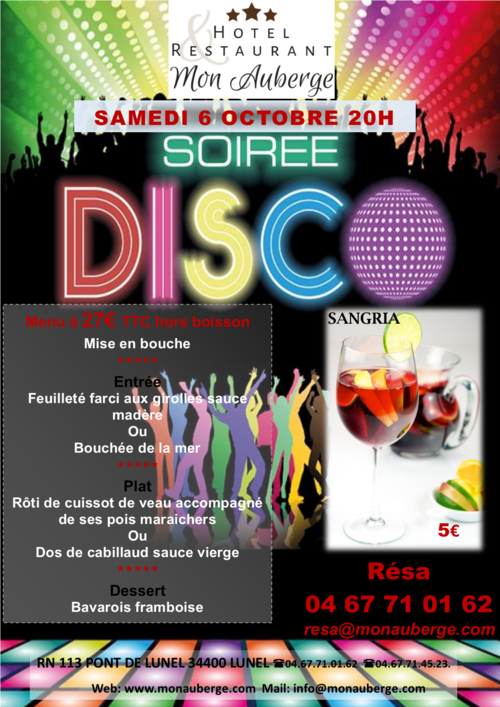 HOTEL
&
RESTAURANT
Mon Auberge
SAMEDI 6 OCTOBRE 20H
SOIREE
DISCO
Menu à 27€ TTC hors boisson
Mise en bouche
*****
Entrée
Feuilleté farci aux girolles sauce
madère
Ou
Bouchée de la mer
*****
Plat
Rôti de cuissot de veau accompagné
de ses pois maraichers
Ou
Dos de cabillaud sauce vierge
*****
Dessert
Bavarois framboise
SANGRIA
5€
Résa
04 67 71 01 62
resa@monauberge.com
RN 113 PONT DE LUNEL 34400 LUNEL ☎04.67.71.01.62 ☎04.67.71.45.23.
Web: www.monauberge.com Mail: info@monauberge.com